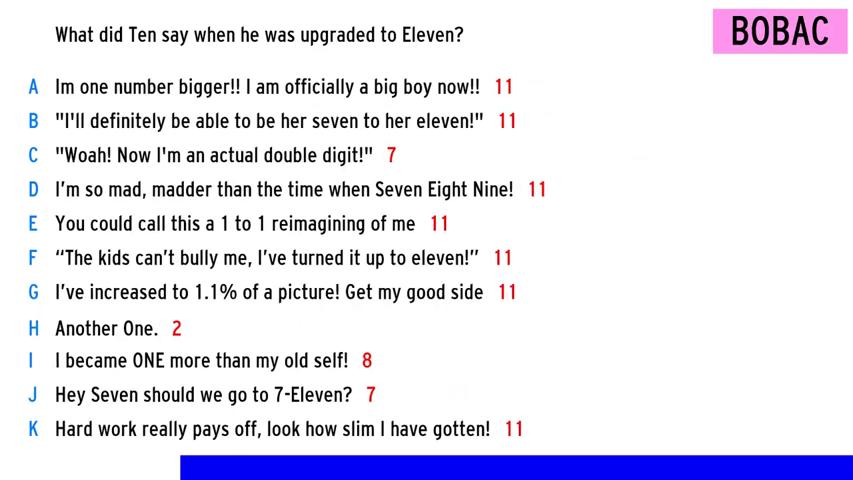 What did Ten say when he was upgraded to Eleven?
BOBAC
A Im one number bigger!! I am officially a big boy now!! 11
B "I'll definitely be able to be her seven to her eleven!" 11
C "Woah! Now I'm an actual double digit!" 7
D I’m so mad, madder than the time when Seven Eight Nine! 11
E You could call this a 1 to 1 reimagining of me 11
F “The kids can’t bully me, I’ve turned it up to eleven!” 11
G I’ve increased to 1.1% of a picture! Get my good side 11
H Another One. 2
I I became ONE more than my old self! 8
J Hey Seven should we go to 7-Eleven? 7
K Hard work really pays off, look how slim I have gotten! 11